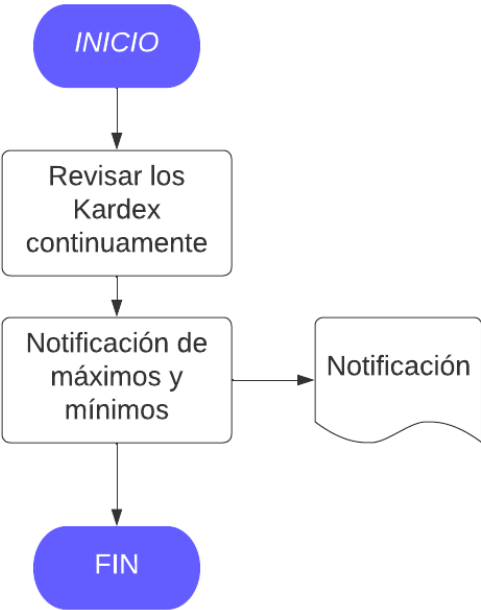 INICIO
Revisar los
Kardex
continuamente
Notificación de
máximos y
mínimos
Notificación
FIN